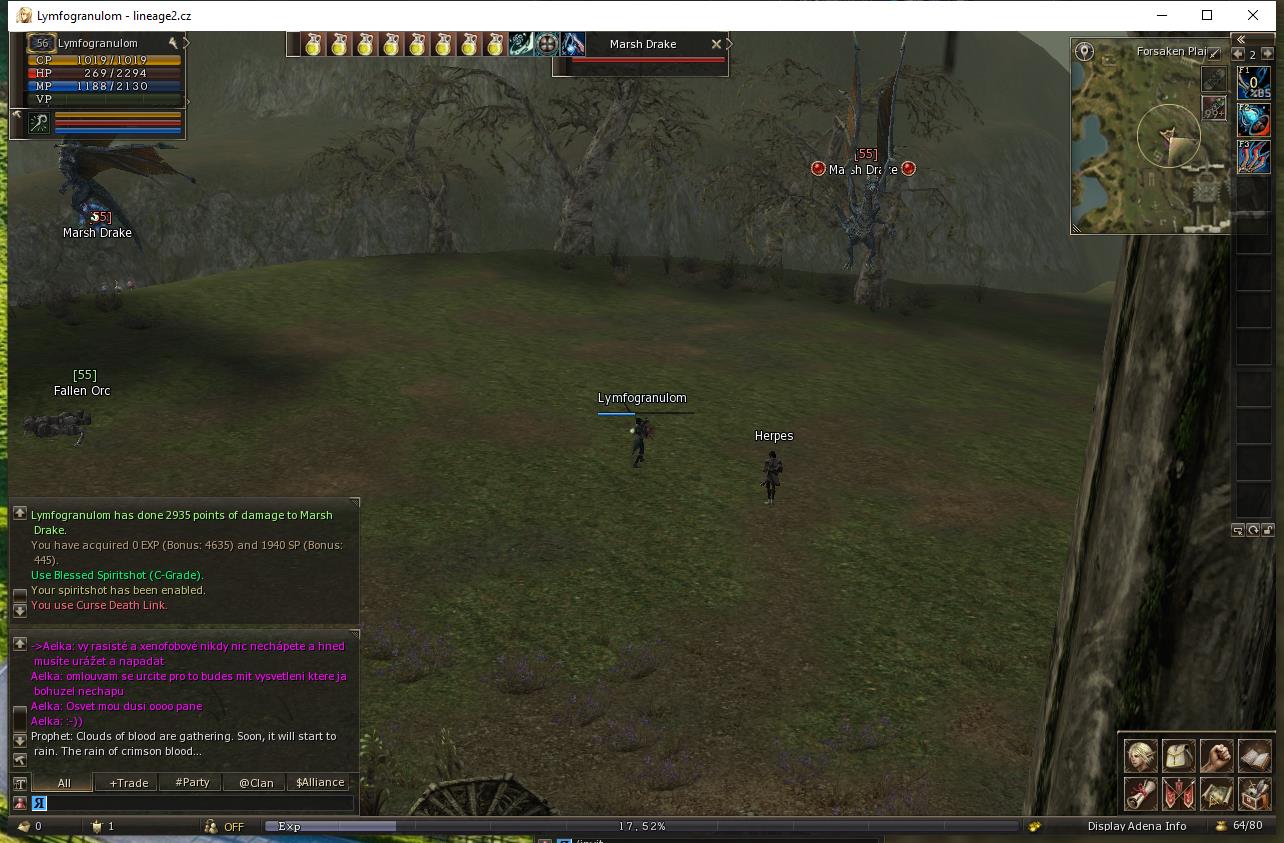 Lymfogranulom - lineage2.cz
56 Lymfogranulom
CP 1019/1019
HP 269/2294
MP 1188/2130
VP
Marsh Drake
Forsaken Plai
2
F1
0
%BS
F2
F3
99+
[55]
Marsh Drake
[55]
Marsh Drake
[55]
Fallen Orc
Lymfogranulom
Herpes
Lymfogranulom has done 2935 points of damage to Marsh
Drake.
You have acquired 0 EXP (Bonus: 4635) and 1940 SP (Bonus:
445).
Use Blessed Spiritshot (C-Grade).
Your spiritshot has been enabled.
You use Curse Death Link.
->Aelka: vy rasisté a xenofobové nikdy nic nechápete a hned
musíte urážet a napadat
Aelka: omlouvam se urcite pro to budes mit vysvetleni ktere ja
bohuzel nechapu
Aelka: Osvet mou dusi oooo pane
Aelka: :-))
Prophet: Clouds of blood are gathering. Soon, it will start to
rain. The rain of crimson blood...
All +Trade #Party @Clan $Alliance
Я
0 1 OFF Exp 17,52% Display Adena Info 64/80